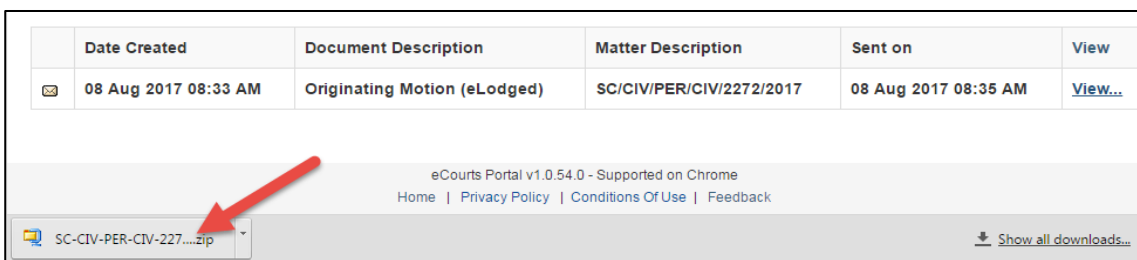 Date Created Document Description Matter Description Sent on View
08 Aug 2017 08:33 AM Originating Motion (eLodged) SC/CIV/PER/CIV/2272/2017 08 Aug 2017 08:35 AM View...
eCourts Portal v1.0.54.0 - Supported on Chrome
Home | Privacy Policy | Conditions Of Use | Feedback
SC-CIV-PER-CIV-227....zip Show all downloads...